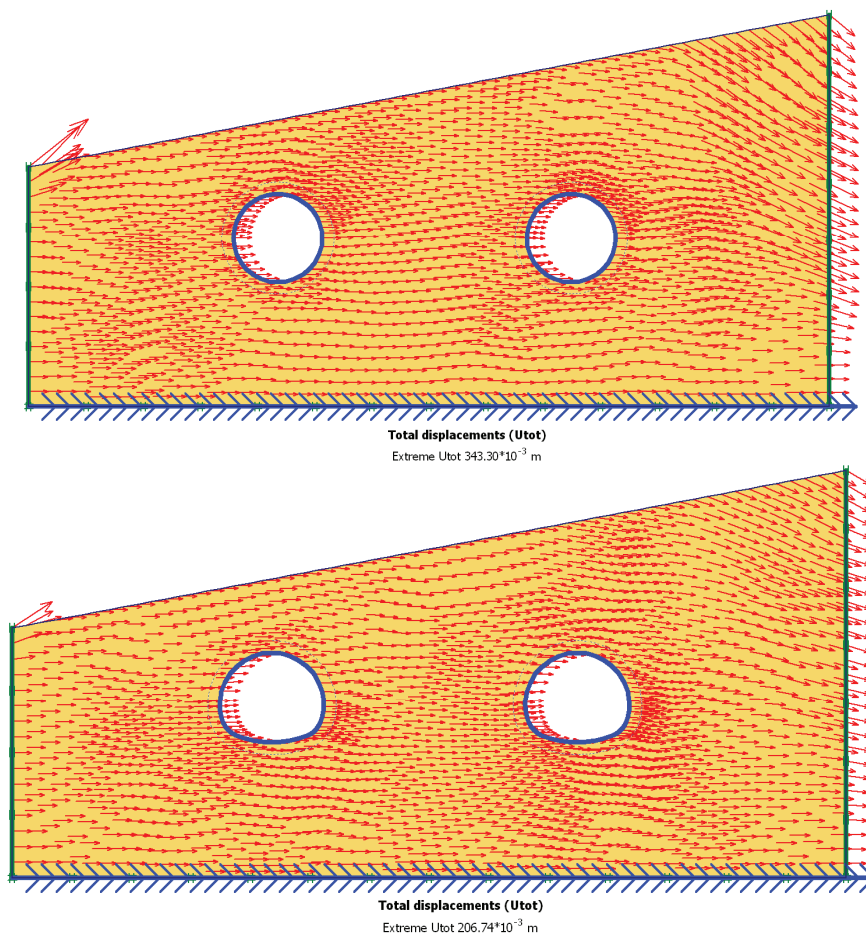 Total displacements (Utot)
Extreme Utot 343.30*10⁻³ m
Total displacements (Utot)
Extreme Utot 206.74*10⁻³ m